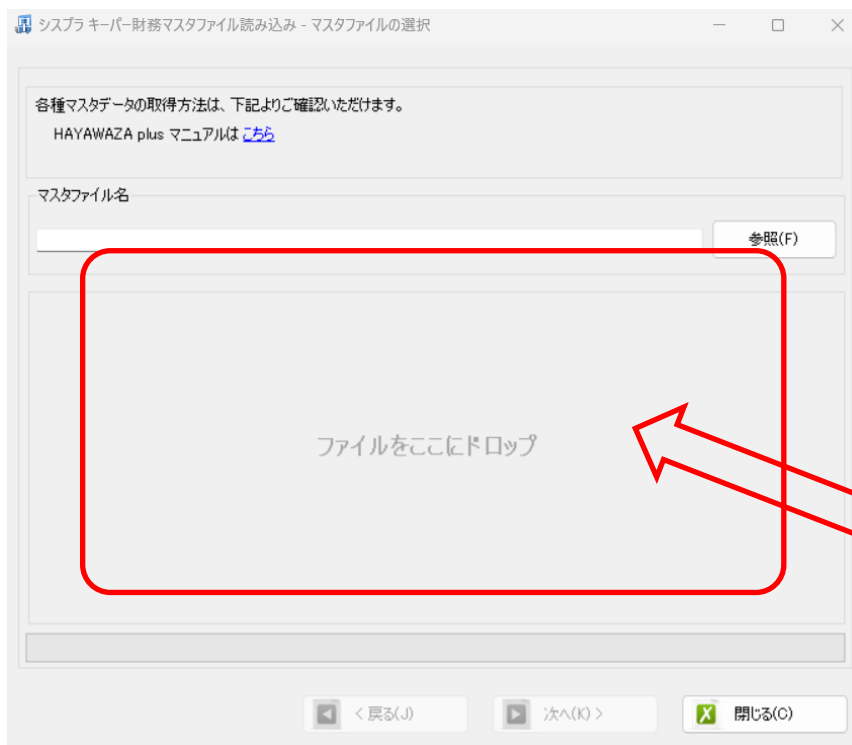 シスプラ キーパー財務マスタファイル読み込み - マスタファイルの選択
各種マスタデータの取得方法は、下記よりご確認いただけます。
HAYAWAZA plus マニュアルは こちら
マスタファイル名
参照(F)
ファイルをここにドロップ
< 戻る(J)
次へ(K) >
閉じる(C)